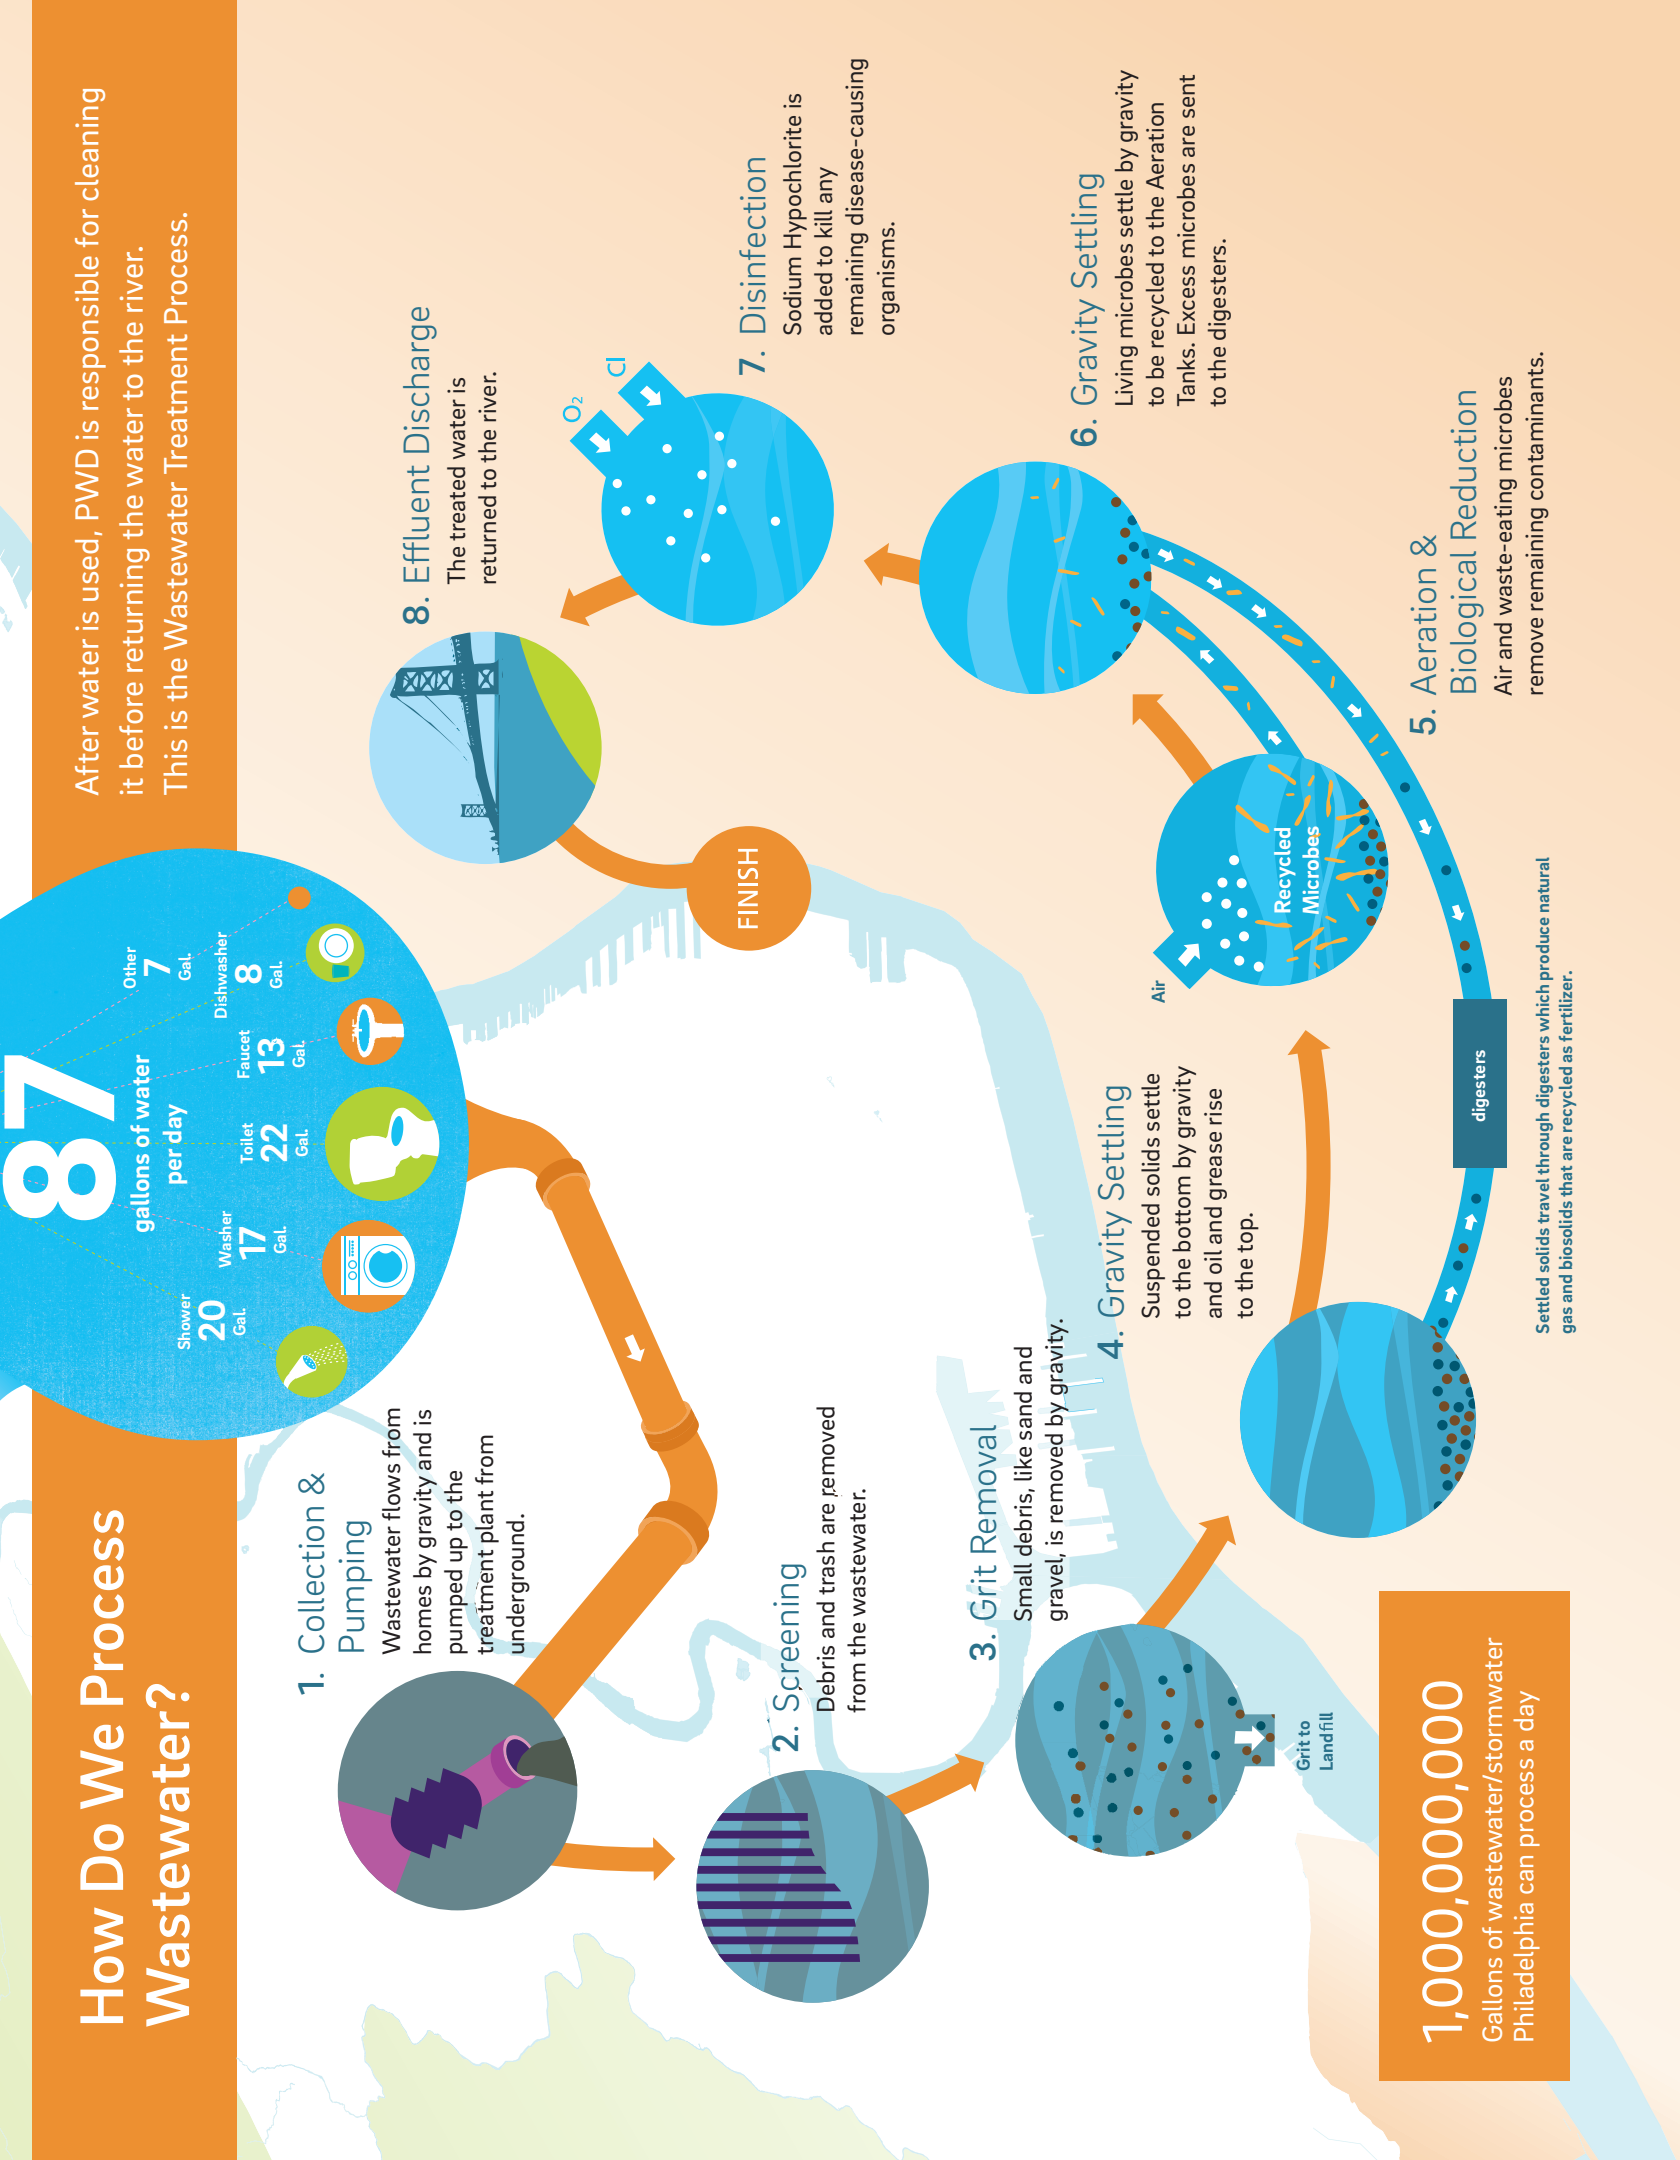 How Do We Process
Wastewater?
After water is used, PWD is responsible for cleaning
it before returning the water to the river.
This is the Wastewater Treatment Process.
87
gallons of water
per day
Shower
20
Gal.
Washer
17
Gal.
Toilet
22
Gal.
Faucet
13
Gal.
Dishwasher
8
Gal.
Other
7
Gal.
1. Collection &
Pumping
Wastewater flows from
homes by gravity and is
pumped up to the
treatment plant from
underground.
2. Screening
Debris and trash are removed
from the wastewater.
3. Grit Removal
Small debris, like sand and
gravel, is removed by gravity.
Grit to
Landfill
4. Gravity Settling
Suspended solids settle
to the bottom by gravity
and oil and grease rise
to the top.
5. Aeration &
Biological Reduction
Air and waste-eating microbes
remove remaining contaminants.
Air
Recycled
Microbes
digesters
Settled solids travel through digesters which produce natural
gas and biosolids that are recycled as fertilizer.
6. Gravity Settling
Living microbes settle by gravity
to be recycled to the Aeration
Tanks. Excess microbes are sent
to the digesters.
7. Disinfection
Sodium Hypochlorite is
added to kill any
remaining disease-causing
organisms.
O₂
Cl
8. Effluent Discharge
The treated water is
returned to the river.
FINISH
1,000,000,000
Gallons of wastewater/stormwater
Philadelphia can process a day